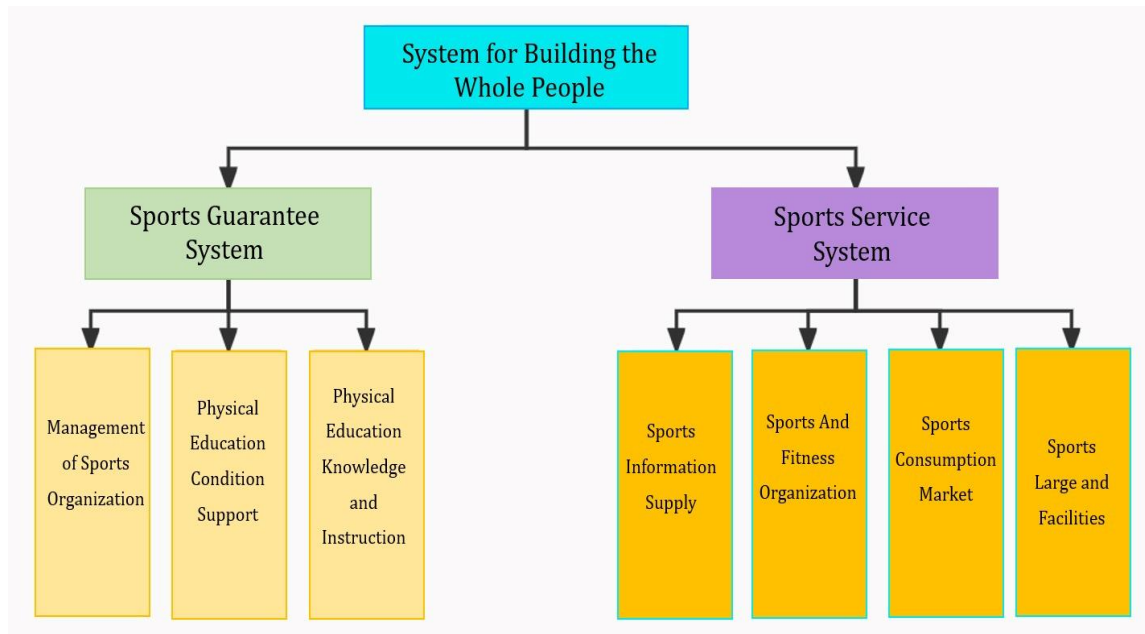 System for Building the
Whole People
Sports Guarantee
System
Sports Service
System
Management
of Sports
Organization
Physical
Education
Condition
Support
Physical
Education
Knowledge
and
Instruction
Sports
Information
Supply
Sports And
Fitness
Organization
Sports
Consumption
Market
Sports
Large and
Facilities